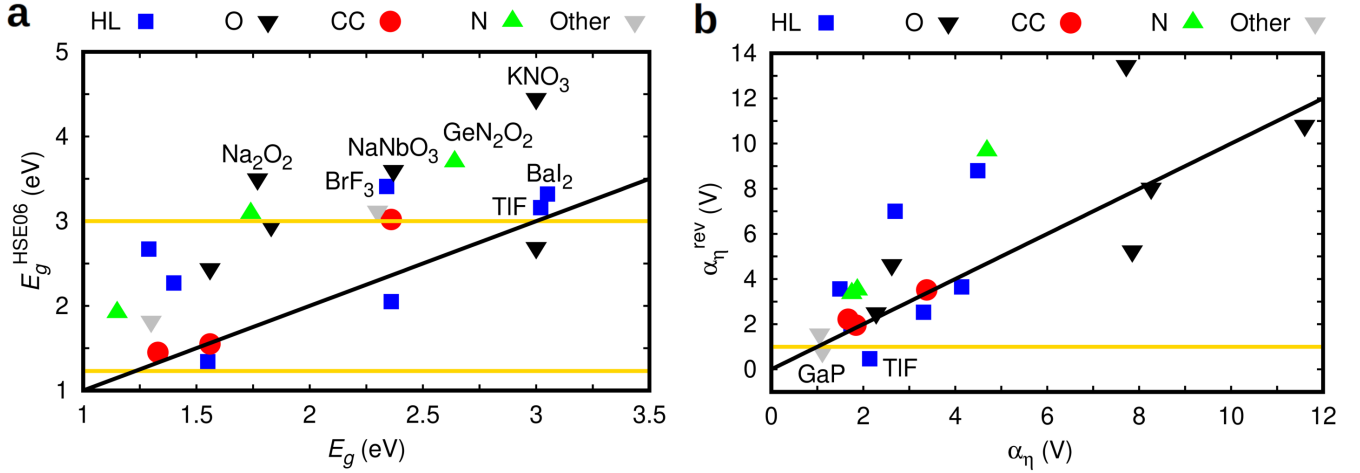 a
HL O CC N Other
5
4
3
2
1
1 1.5 2 2.5 3 3.5
E_g^HSE06 (eV)
E_g (eV)
KNO₃
GeN₂O₂
NaNbO₃
Na₂O₂
BrF₃
BaI₂
TlF
b
HL O CC N Other
14
12
10
8
6
4
2
0
0 2 4 6 8 10 12
α_η^rev (V)
α_η (V)
GaP
TlF